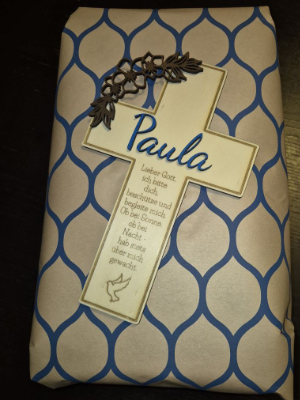 Paula
Lieber Gott,
ich bitte
dich,
beschütze und
begleite mich.
Ob bei Sonne,
ob bei
Nacht -
hab stets
über mich
gewacht.